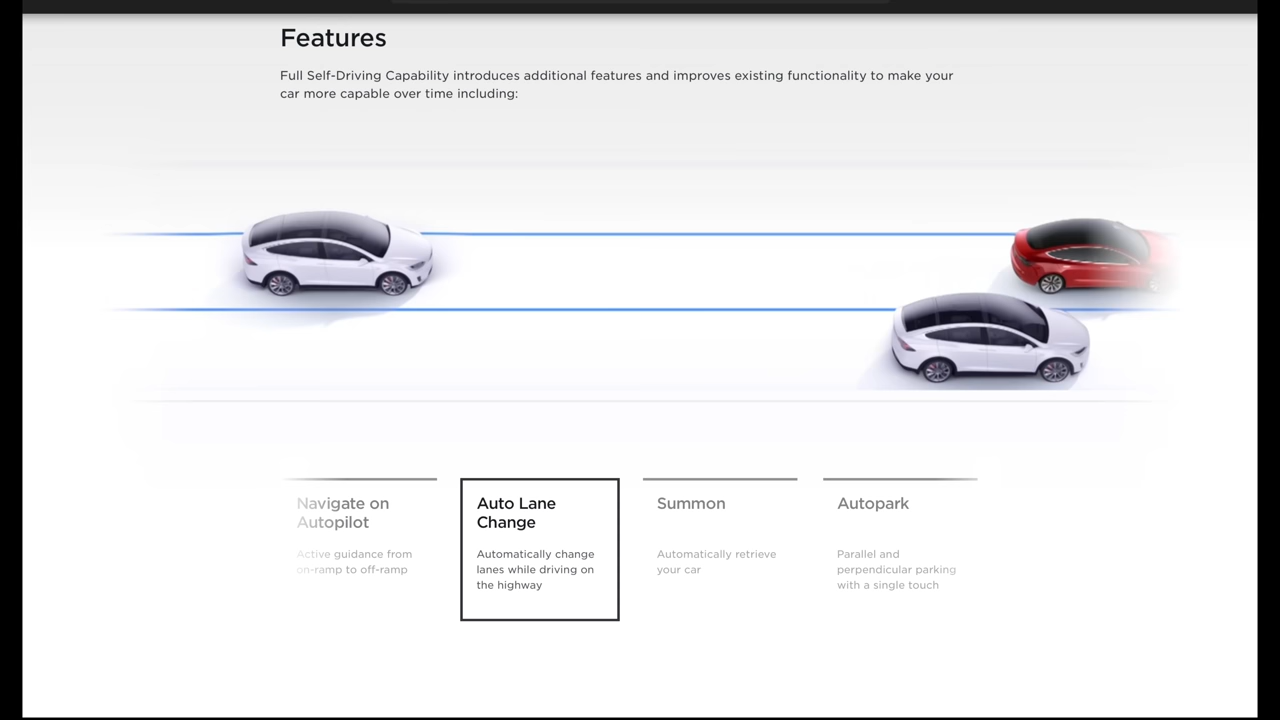 Features
Full Self-Driving Capability introduces additional features and improves existing functionality to make your
car more capable over time including:
Navigate on
Autopilot
Active guidance from
on-ramp to off-ramp
Auto Lane
Change
Automatically change
lanes while driving on
the highway
Summon
Automatically retrieve
your car
Autopark
Parallel and
perpendicular parking
with a single touch